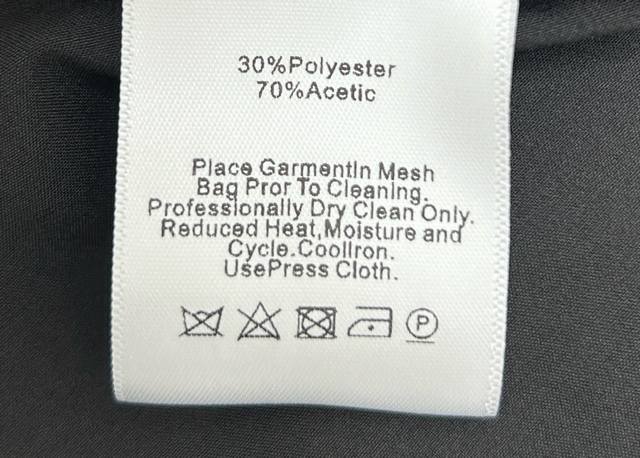 30%Polyester
70%Acetic
Place GarmentIn Mesh
Bag Pror To Cleaning.
Professionally Dry Clean Only.
Reduced Heat,Moisture and
Cycle.CoolIron.
UsePress Cloth.
P